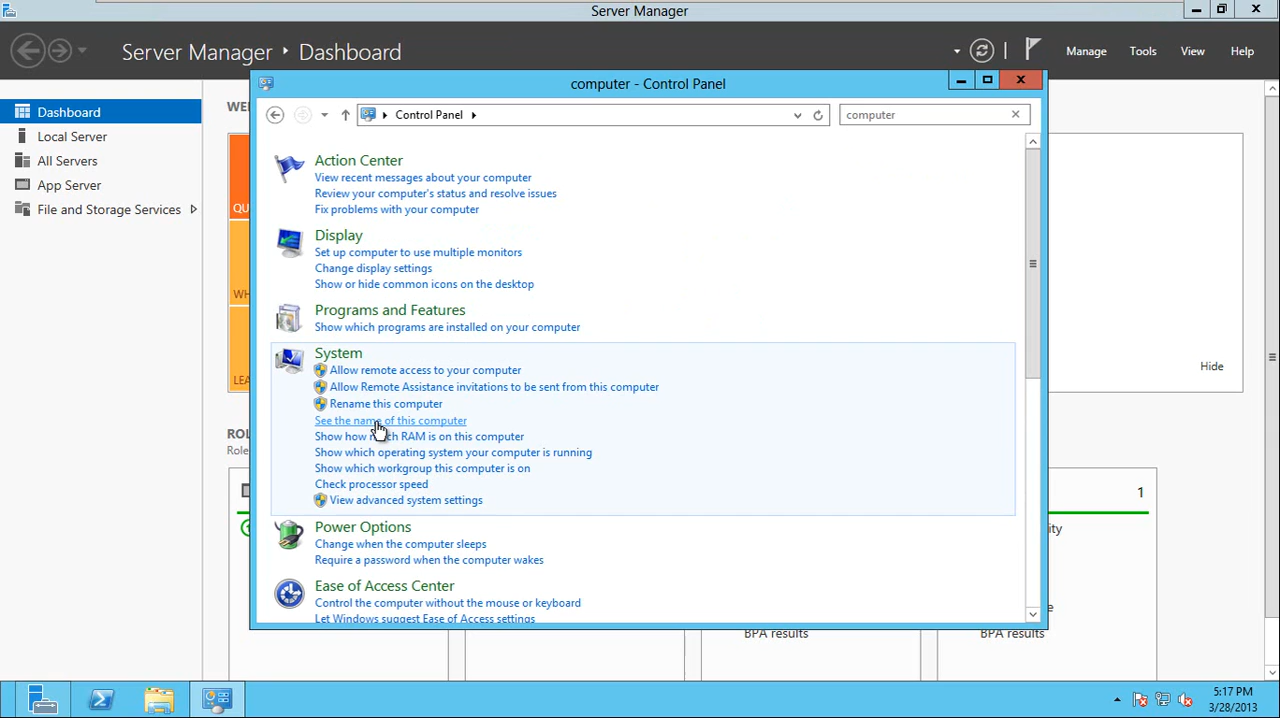 Server Manager
Server Manager
Dashboard
Manage
Tools
View
Help
computer - Control Panel
Control Panel
computer
Dashboard
Local Server
All Servers
App Server
File and Storage Services
WE
QU
WH
LEA
Hide
RO
Role
Action Center
View recent messages about your computer
Review your computer's status and resolve issues
Fix problems with your computer
Display
Set up computer to use multiple monitors
Change display settings
Show or hide common icons on the desktop
Programs and Features
Show which programs are installed on your computer
System
Allow remote access to your computer
Allow Remote Assistance invitations to be sent from this computer
Rename this computer
See the name of this computer
Show how much RAM is on this computer
Show which operating system your computer is running
Show which workgroup this computer is on
Check processor speed
View advanced system settings
Power Options
Change when the computer sleeps
Require a password when the computer wakes
Ease of Access Center
Control the computer without the mouse or keyboard
Let Windows suggest Ease of Access settings
1
ity
e
BPA results
BPA results
5:17 PM
3/28/2013